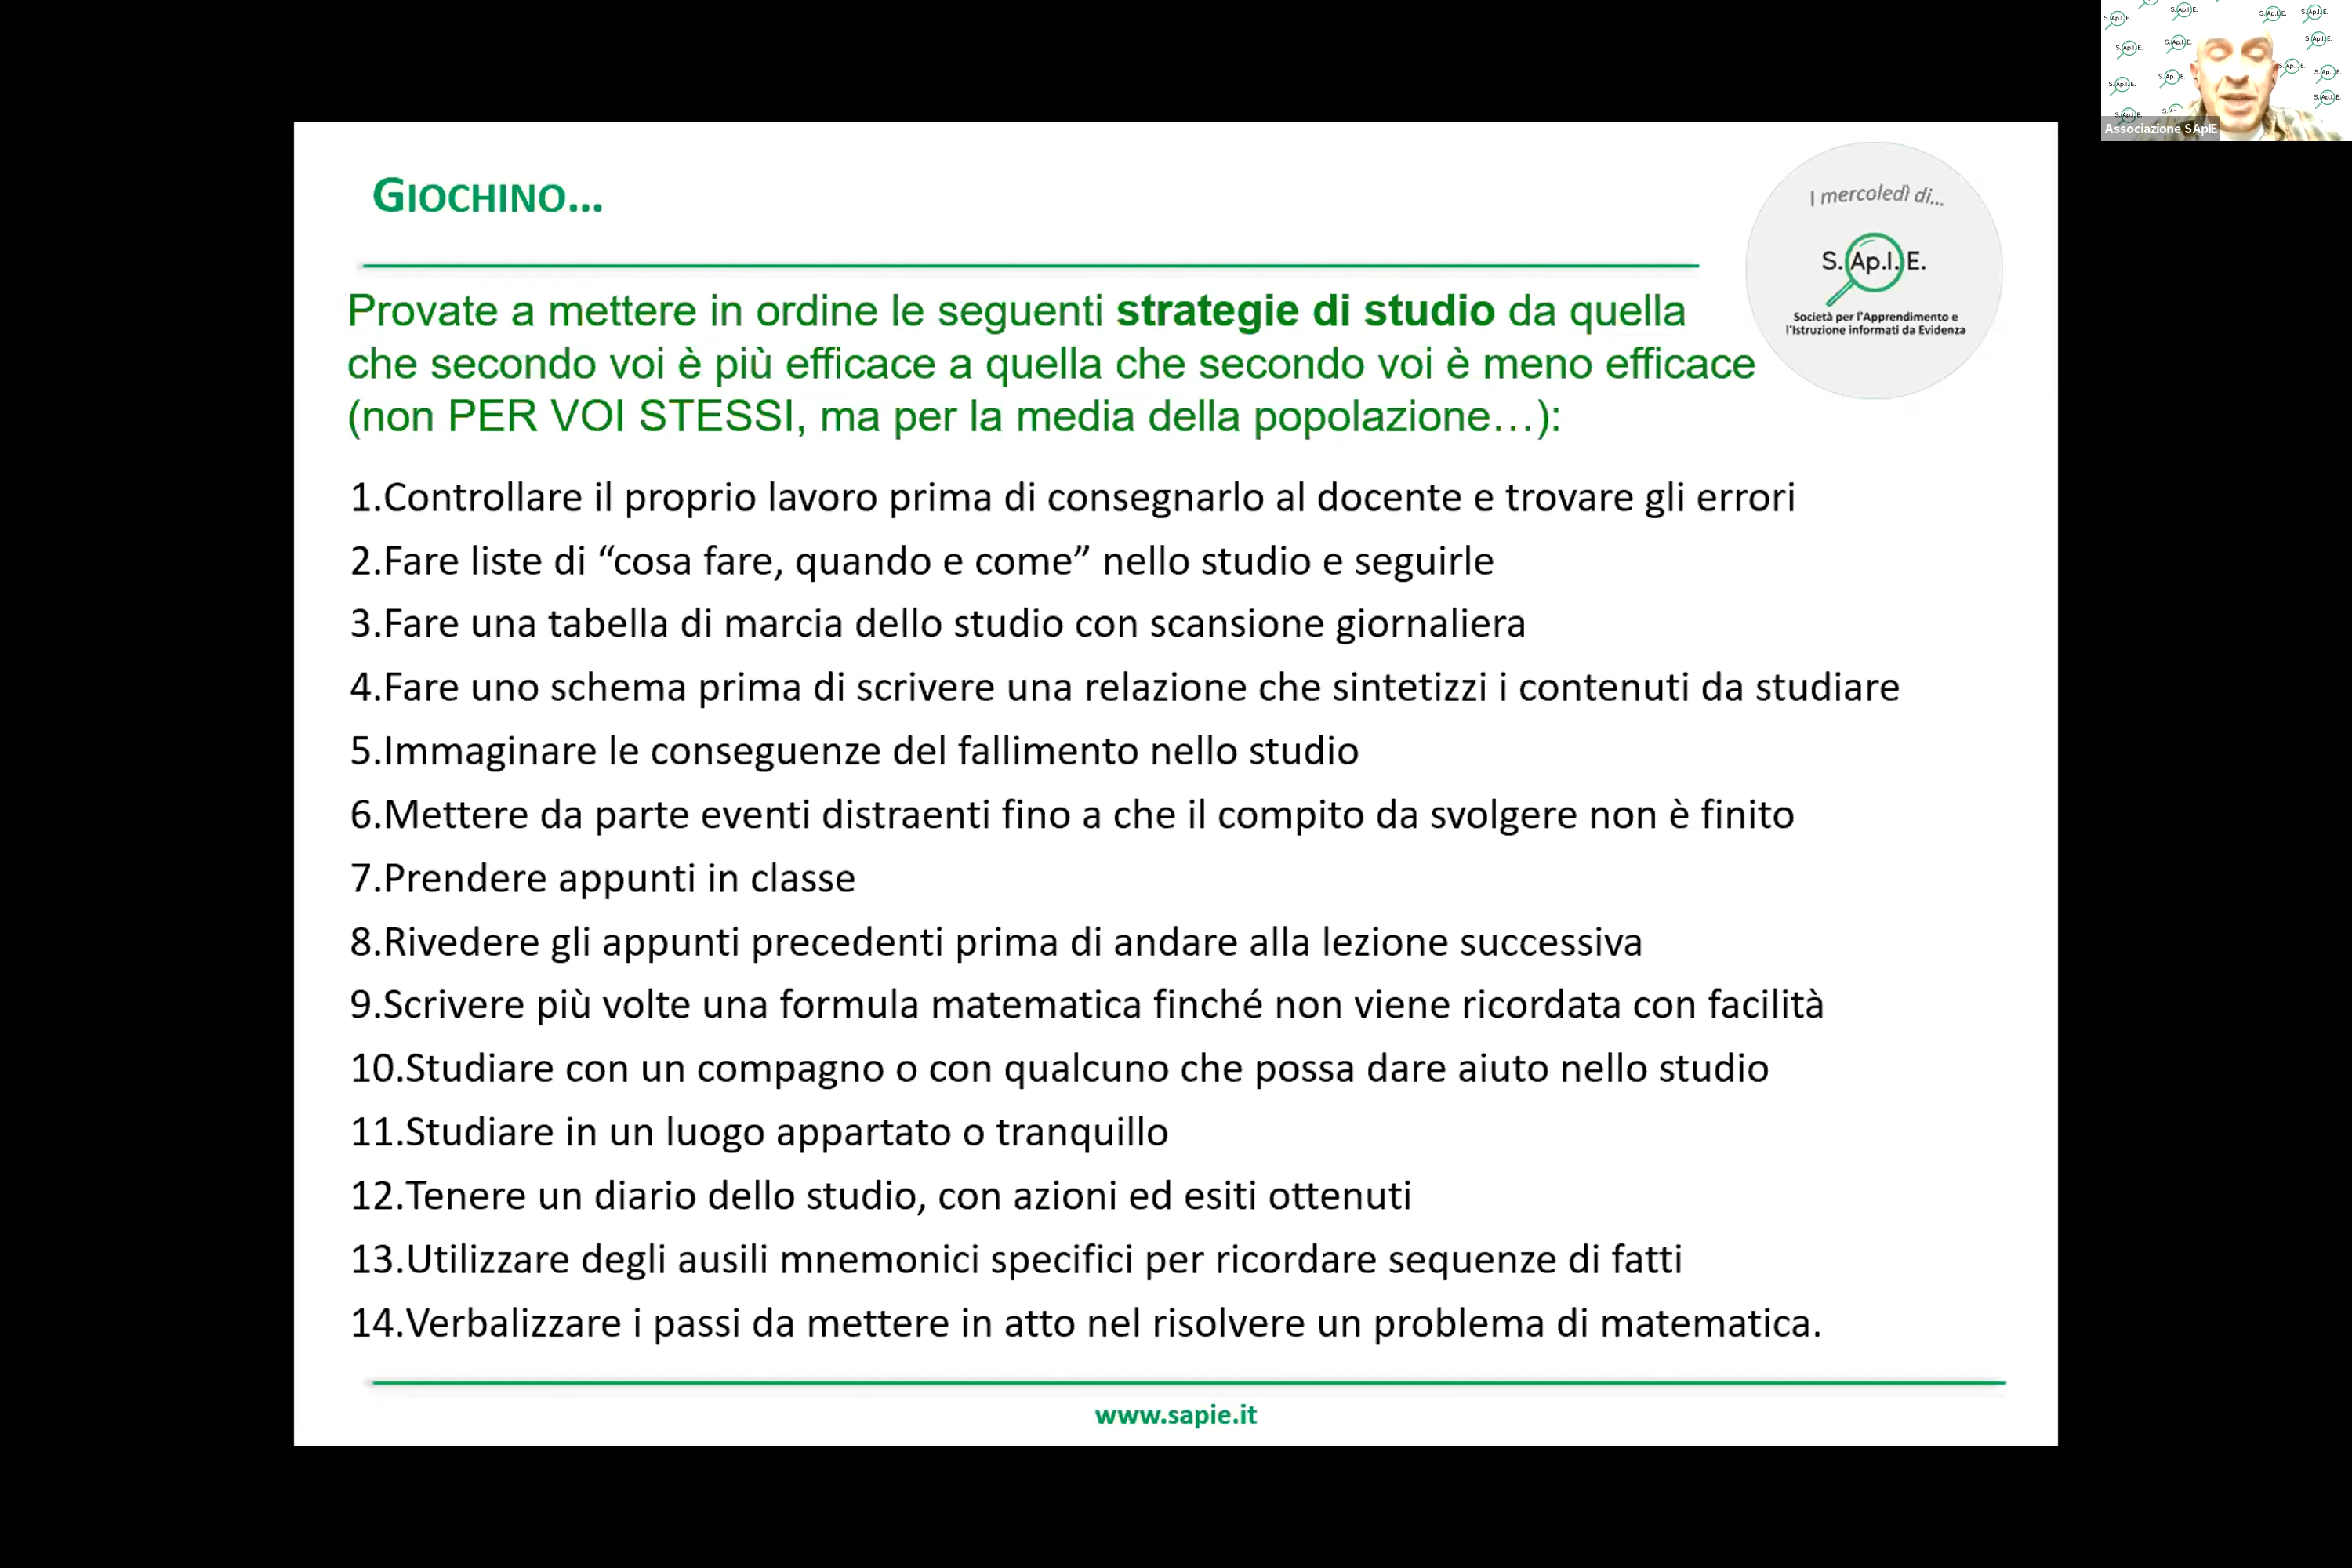 GIOCHINO...
I mercoledì di...
S.Ap.I.E.
Società per l'Apprendimento e
l'Istruzione informati da Evidenza
Provate a mettere in ordine le seguenti strategie di studio da quella
che secondo voi è più efficace a quella che secondo voi è meno efficace
(non PER VOI STESSI, ma per la media della popolazione…):
1.Controllare il proprio lavoro prima di consegnarlo al docente e trovare gli errori
2.Fare liste di “cosa fare, quando e come” nello studio e seguirle
3.Fare una tabella di marcia dello studio con scansione giornaliera
4.Fare uno schema prima di scrivere una relazione che sintetizzi i contenuti da studiare
5.Immaginare le conseguenze del fallimento nello studio
6.Mettere da parte eventi distraenti fino a che il compito da svolgere non è finito
7.Prendere appunti in classe
8.Rivedere gli appunti precedenti prima di andare alla lezione successiva
9.Scrivere più volte una formula matematica finché non viene ricordata con facilità
10.Studiare con un compagno o con qualcuno che possa dare aiuto nello studio
11.Studiare in un luogo appartato o tranquillo
12.Tenere un diario dello studio, con azioni ed esiti ottenuti
13.Utilizzare degli ausili mnemonici specifici per ricordare sequenze di fatti
14.Verbalizzare i passi da mettere in atto nel risolvere un problema di matematica.
www.sapie.it
Associazione SApIE